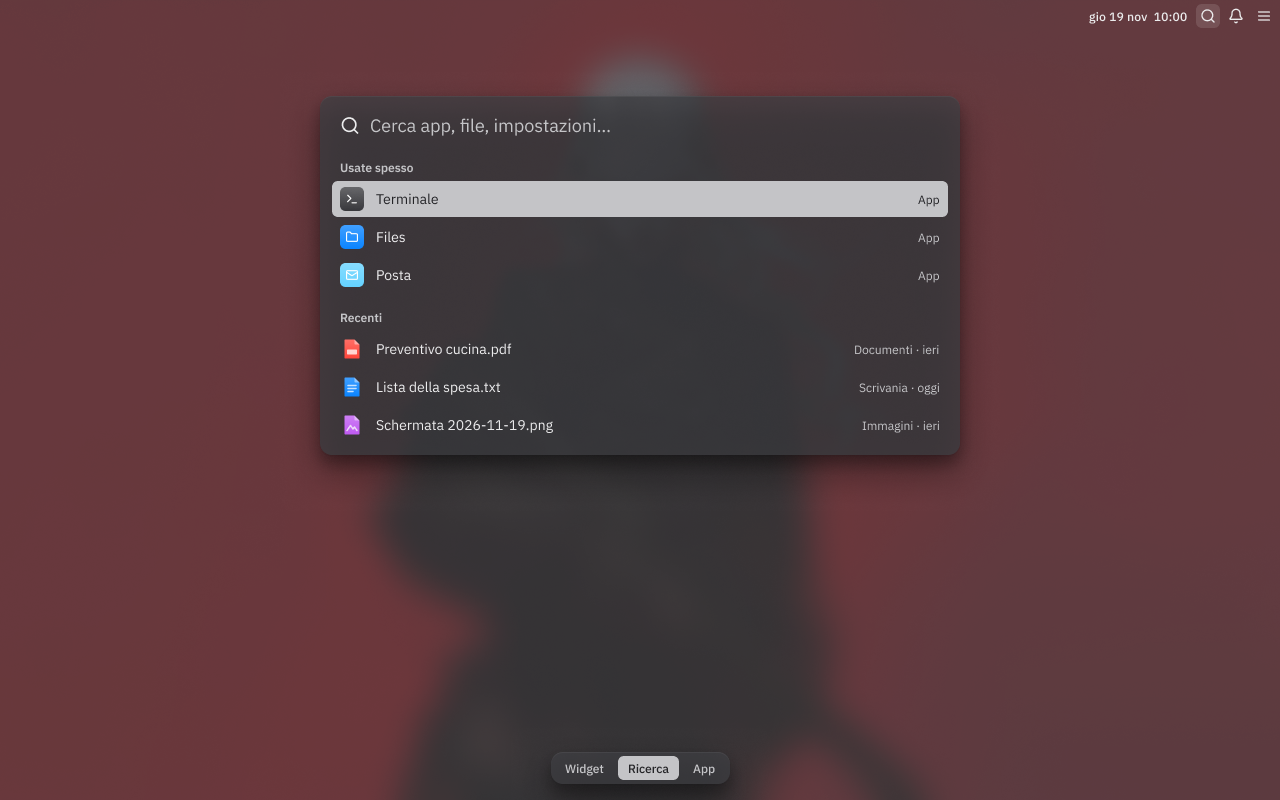 gio 19 nov 10:00
Cerca app, file, impostazioni...
Usate spesso
Terminale App
Files App
Posta App
Recenti
Preventivo cucina.pdf Documenti · ieri
Lista della spesa.txt Scrivania · oggi
Schermata 2026-11-19.png Immagini · ieri
Widget Ricerca App